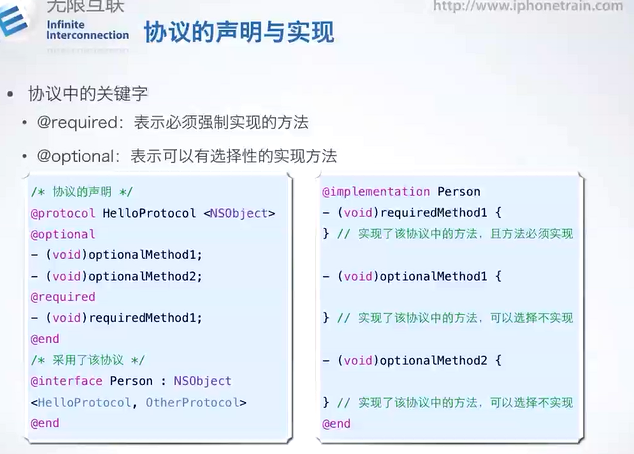 无限互联
http://www.iphonetrain.com
Infinite
Interconnection
协议的声明与实现
• 协议中的关键字
• @required：表示必须强制实现的方法
• @optional：表示可以有选择性的实现方法
/* 协议的声明 */
@protocol HelloProtocol <NSObject>
@optional
- (void)optionalMethod1;
- (void)optionalMethod2;
@required
- (void)requiredMethod1;
@end
/* 采用了该协议 */
@interface Person : NSObject
<HelloProtocol, OtherProtocol>
@end
@implementation Person
- (void)requiredMethod1 {
} // 实现了该协议中的方法，且方法必须实现
- (void)optionalMethod1 {
} // 实现了该协议中的方法，可以选择不实现
- (void)optionalMethod2 {
} // 实现了该协议中的方法，可以选择不实现
@end